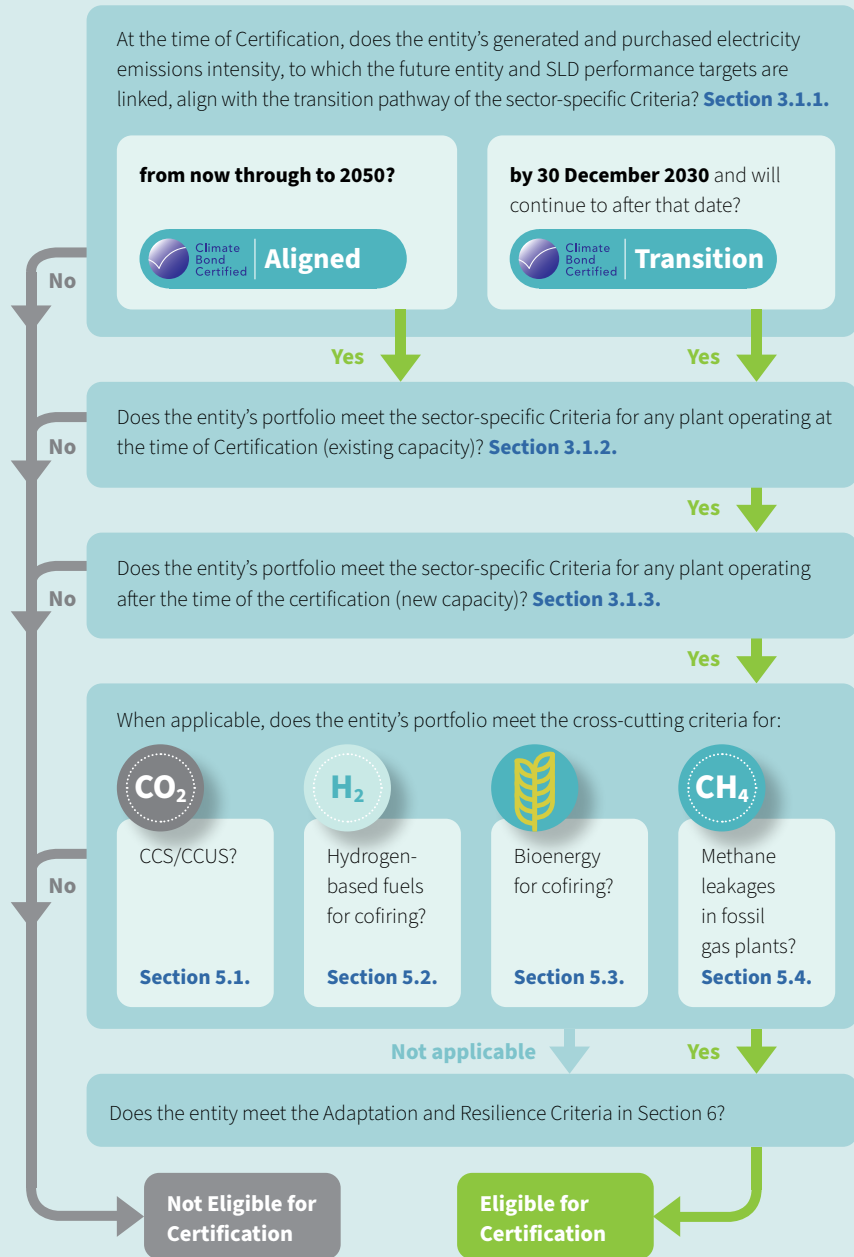 At the time of Certification, does the entity’s generated and purchased electricity
emissions intensity, to which the future entity and SLD performance targets are
linked, align with the transition pathway of the sector-specific Criteria? Section 3.1.1.
from now through to 2050?
Climate
Bond
Certified
Aligned
by 30 December 2030 and will
continue to after that date?
Climate
Bond
Certified
Transition
No
Yes
Yes
Does the entity’s portfolio meet the sector-specific Criteria for any plant operating at
the time of Certification (existing capacity)? Section 3.1.2.
No
Yes
Does the entity’s portfolio meet the sector-specific Criteria for any plant operating
after the time of the certification (new capacity)? Section 3.1.3.
No
Yes
When applicable, does the entity’s portfolio meet the cross-cutting criteria for:
CO₂
CCS/CCUS?
Section 5.1.
H₂
Hydrogen-
based fuels
for cofiring?
Section 5.2.
Bioenergy
for cofiring?
Section 5.3.
CH₄
Methane
leakages
in fossil
gas plants?
Section 5.4.
No
Not applicable
Yes
Does the entity meet the Adaptation and Resilience Criteria in Section 6?
Not Eligible for
Certification
Eligible for
Certification